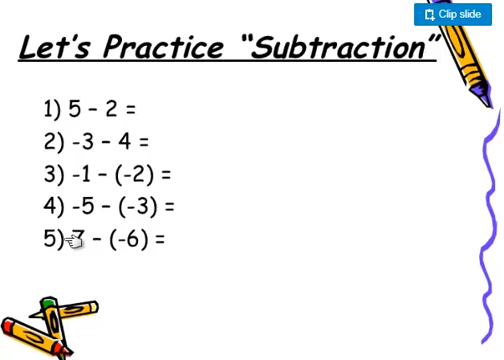 Clip slide
Let's Practice "Subtraction"
1) 5 – 2 =
2) -3 – 4 =
3) -1 – (-2) =
4) -5 – (-3) =
5) – (-6) =